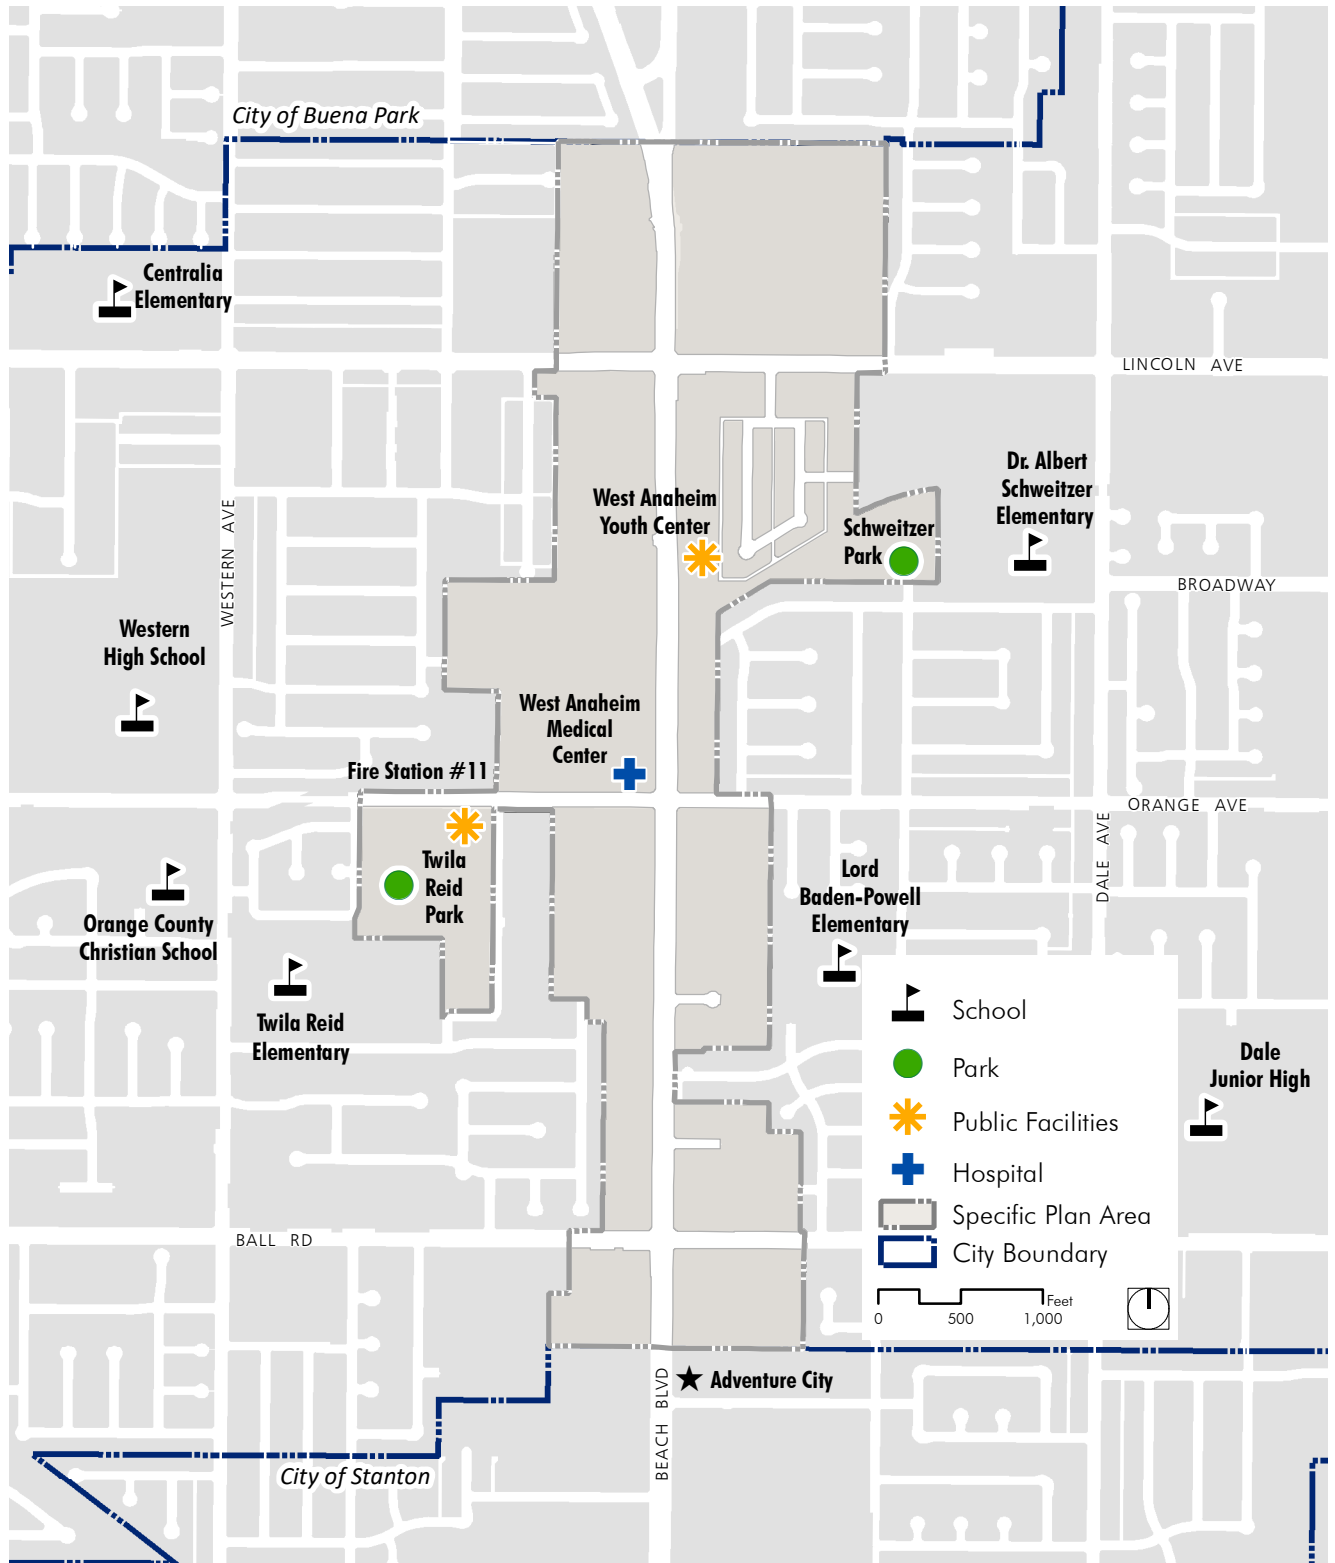 City of Buena Park
Centralia
Elementary
LINCOLN AVE
Dr. Albert
Schweitzer
Elementary
West Anaheim
Youth Center
Schweitzer
Park
WESTERN AVE
BROADWAY
Western
High School
West Anaheim
Medical
Center
Fire Station #11
ORANGE AVE
DALE AVE
Twila
Reid
Park
Lord
Baden-Powell
Elementary
Orange County
Christian School
Twila Reid
Elementary
Dale
Junior High
School
Park
Public Facilities
Hospital
Specific Plan Area
City Boundary
Feet
0 500 1,000
BALL RD
BEACH BLVD
Adventure City
City of Stanton